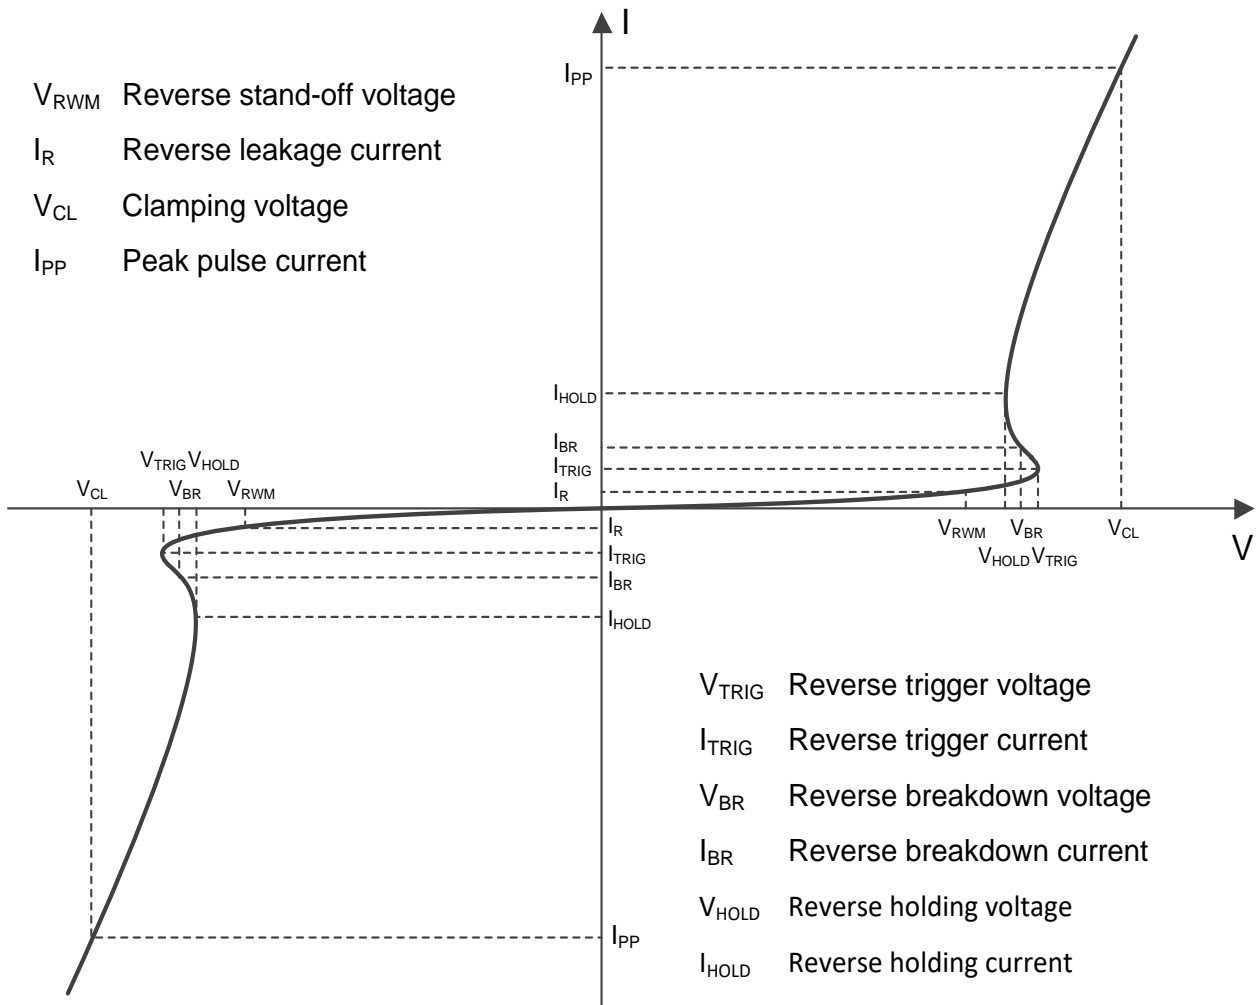 I
I_PP
V_RWM Reverse stand-off voltage
I_R Reverse leakage current
V_CL Clamping voltage
I_PP Peak pulse current
I_HOLD
I_BR
I_TRIG
I_R
V_TRIG V_HOLD
V_CL V_BR V_RWM
I_R
I_TRIG
I_BR
I_HOLD
V_RWM V_BR V_CL
V_HOLD V_TRIG
V
V_TRIG Reverse trigger voltage
I_TRIG Reverse trigger current
V_BR Reverse breakdown voltage
I_BR Reverse breakdown current
V_HOLD Reverse holding voltage
I_HOLD Reverse holding current
I_PP